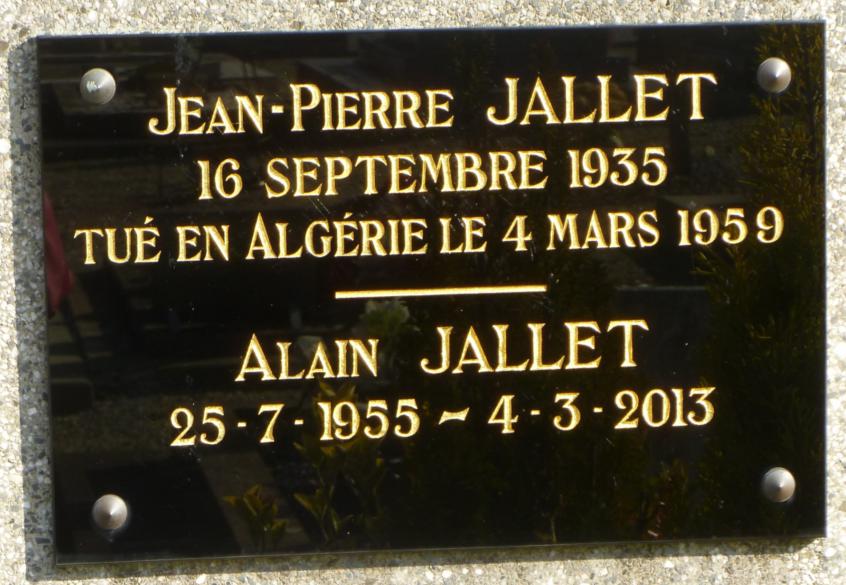 JEAN-PIERRE JALLET
16 SEPTEMBRE 1935
TUÉ EN ALGÉRIE LE 4 MARS 1959
ALAIN JALLET
25-7-1955 ~ 4-3-2013